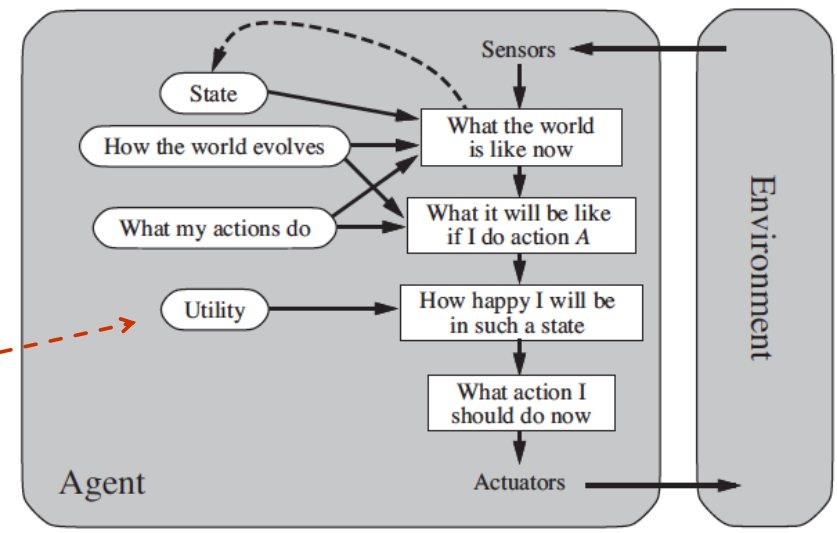 Sensors
State
What the world
is like now
How the world evolves
What it will be like
if I do action A
What my actions do
How happy I will be
in such a state
Utility
What action I
should do now
Agent
Actuators
Environment